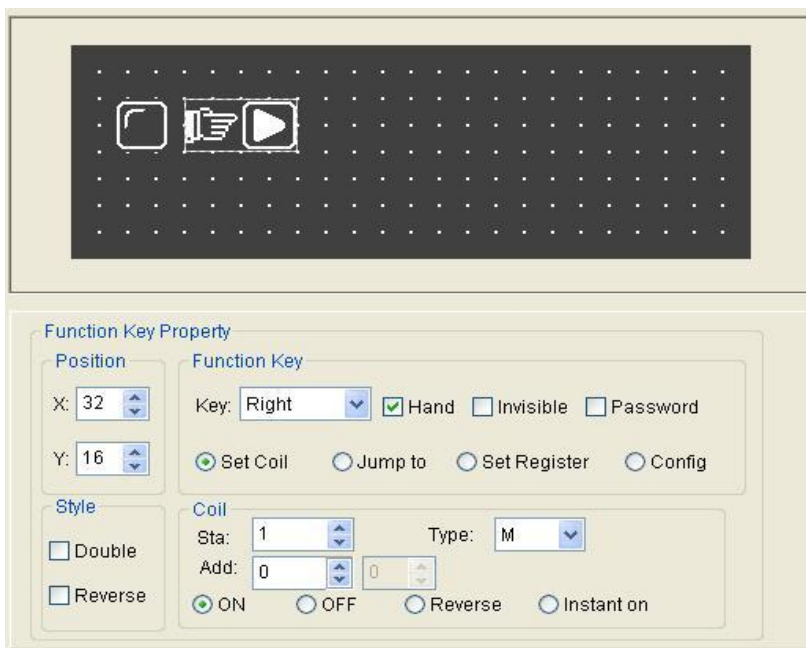 Function Key Property
Position
Function Key
X: 32
Key: Right Hand Invisible Password
Y: 16
Set Coil Jump to Set Register Config
Style
Coil
Double
Sta: 1 Type: M
Add: 0 0
Reverse
ON OFF Reverse Instant on